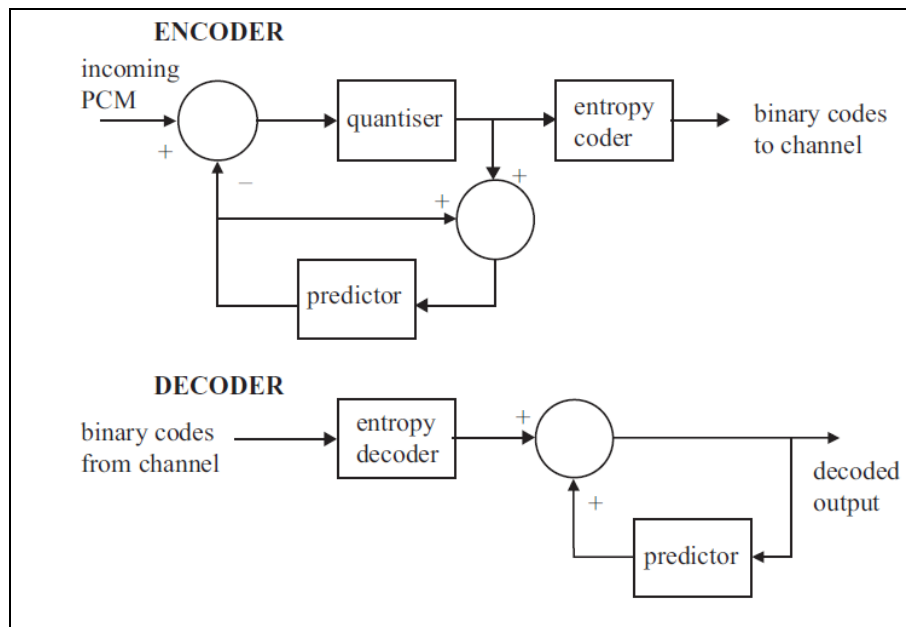 ENCODER
incoming
PCM
+
−
quantiser
+
+
entropy
coder
binary codes
to channel
predictor
DECODER
binary codes
from channel
entropy
decoder
+
+
predictor
decoded
output